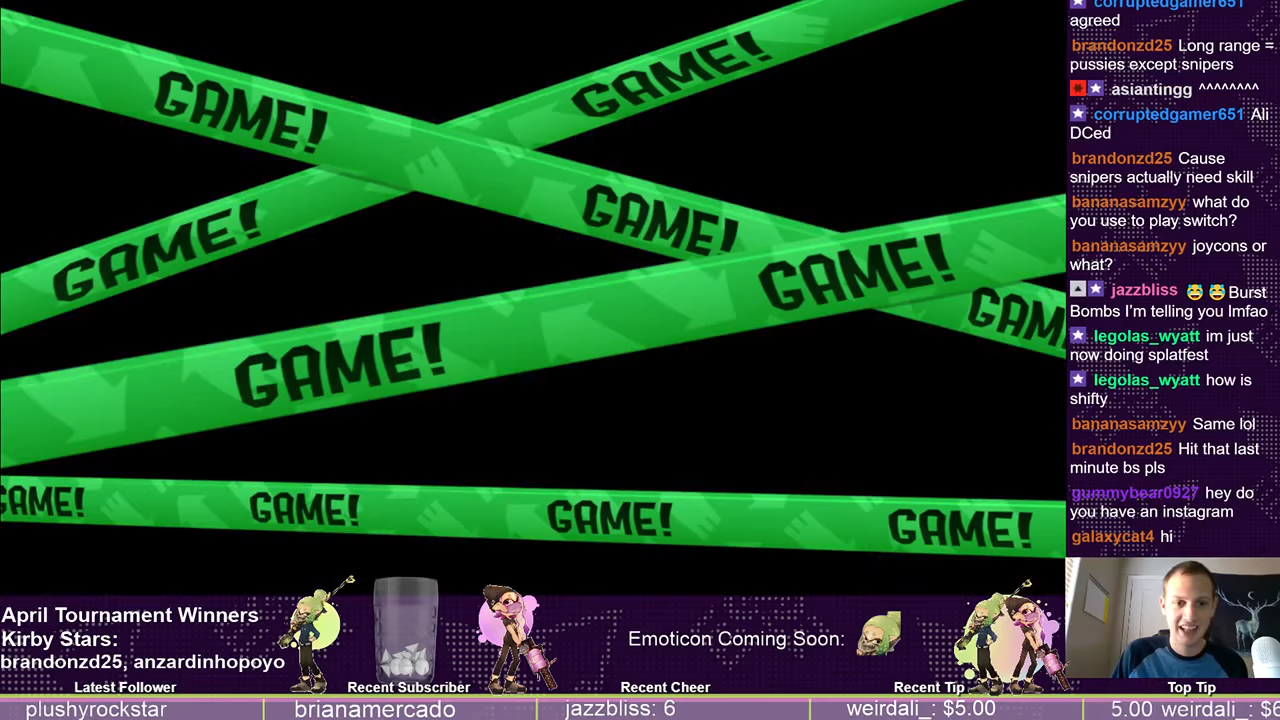 GAME!
GAME!
GAME!
GAME!
GAME!
GAM
GAME!
GAME!
GAME!
GAME!
GAME!
corruptedgamer651
agreed
brandonzd25 Long range =
pussies except snipers
asiantingg ^^^^^^^^
corruptedgamer651 Ali
DCed
brandonzd25 Cause
snipers actually need skill
bananasamzyy what do
you use to play switch?
bananasamzyy joycons or
what?
jazzbliss 😅😅Burst
Bombs I'm telling you lmfao
legolas_wyatt im just
now doing splatfest
legolas_wyatt how is
shifty
bananasamzyy Same lol
brandonzd25 Hit that last
minute bs pls
gummybear0927 hey do
you have an instagram
galaxycat4 hi
April Tournament Winners
Kirby Stars:
brandonzd25, anzardinhopoyo
Emoticon Coming Soon:
Latest Follower Recent Subscriber Recent Cheer Recent Tip Top Tip
plushyrockstar brianamercado jazzbliss: 6 weirdali_: $5.00 5.00 weirdali_: $6